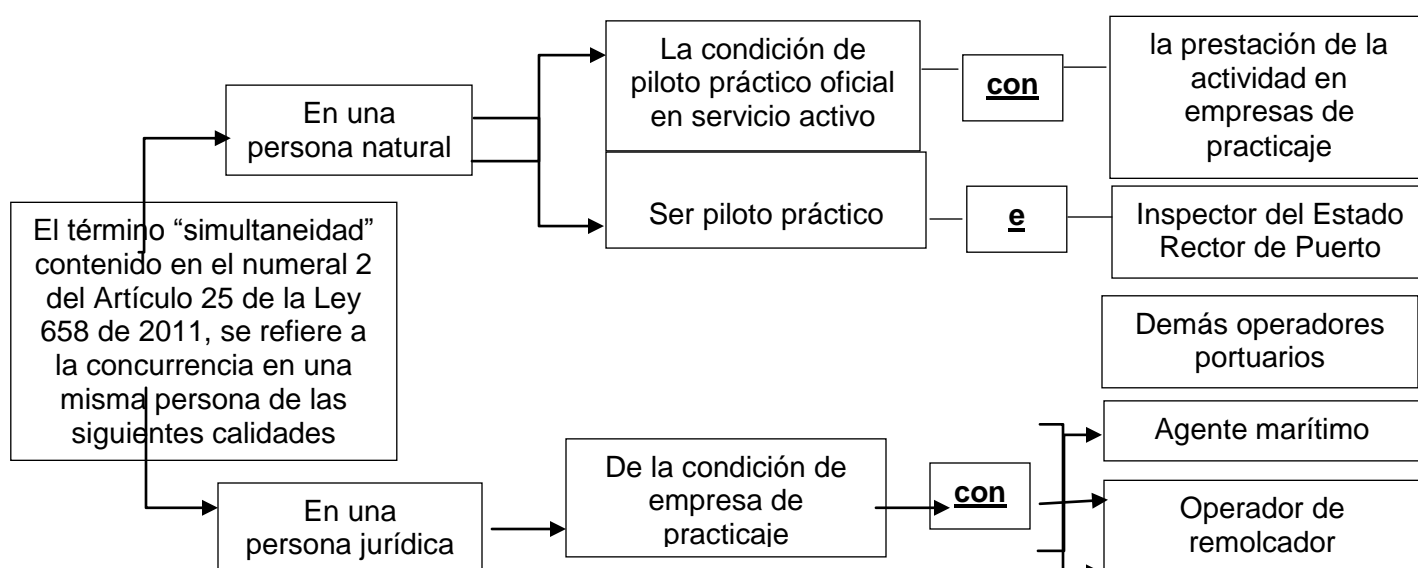 El término “simultaneidad”
contenido en el numeral 2
del Artículo 25 de la Ley
658 de 2011, se refiere a
la concurrencia en una
misma persona de las
siguientes calidades
En una
persona natural
La condición de
piloto práctico oficial
en servicio activo
con
la prestación de la
actividad en
empresas de
practicaje
Ser piloto práctico
e
Inspector del Estado
Rector de Puerto
En una
persona jurídica
De la condición de
empresa de
practicaje
con
Demás operadores
portuarios
Agente marítimo
Operador de
remolcador